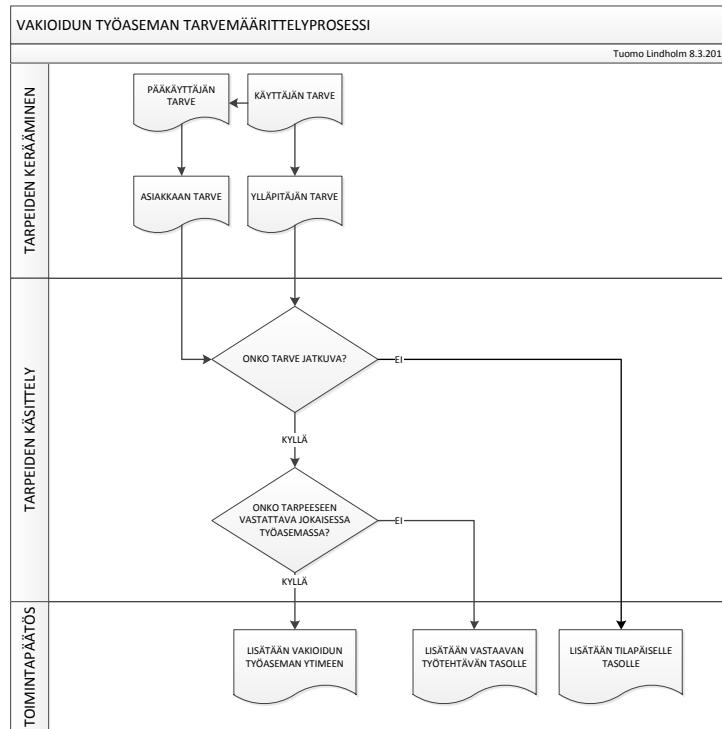 VAKIOIDUN TYÖASEMAN TARVEMÄÄRITTELYPROSESSI
Tuomo Lindholm 8.3.201
TARPEIDEN KERÄÄMINEN
PÄÄKÄYTTÄJÄN
TARVE
KÄYTTÄJÄN TARVE
ASIAKKAAN TARVE
YLLÄPITÄJÄN TARVE
TARPEIDEN KÄSITTELY
ONKO TARVE JATKUVA?
EI
KYLLÄ
ONKO TARPEESEEN
VASTATTAVA JOKAISESSA
TYÖASEMASSA?
EI
KYLLÄ
TOIMINTAPÄÄTÖS
LISÄTÄÄN VAKIOIDUN
TYÖASEMAN YTIMEEN
LISÄTÄÄN VASTAAVAN
TYÖTEHTÄVÄN TASOLLE
LISÄTÄÄN TILAPÄISELLE
TASOLLE